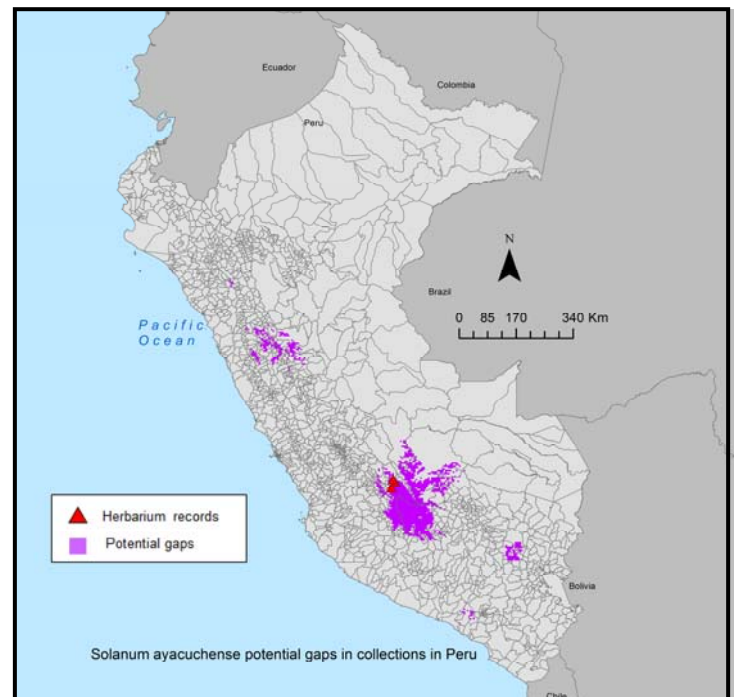 Ecuador
Colombia
Peru
N
Brazil
0 85 170 340 Km
Pacific
Ocean
Herbarium records
Potential gaps
Bolivia
Solanum ayacuchense potential gaps in collections in Peru
Chile